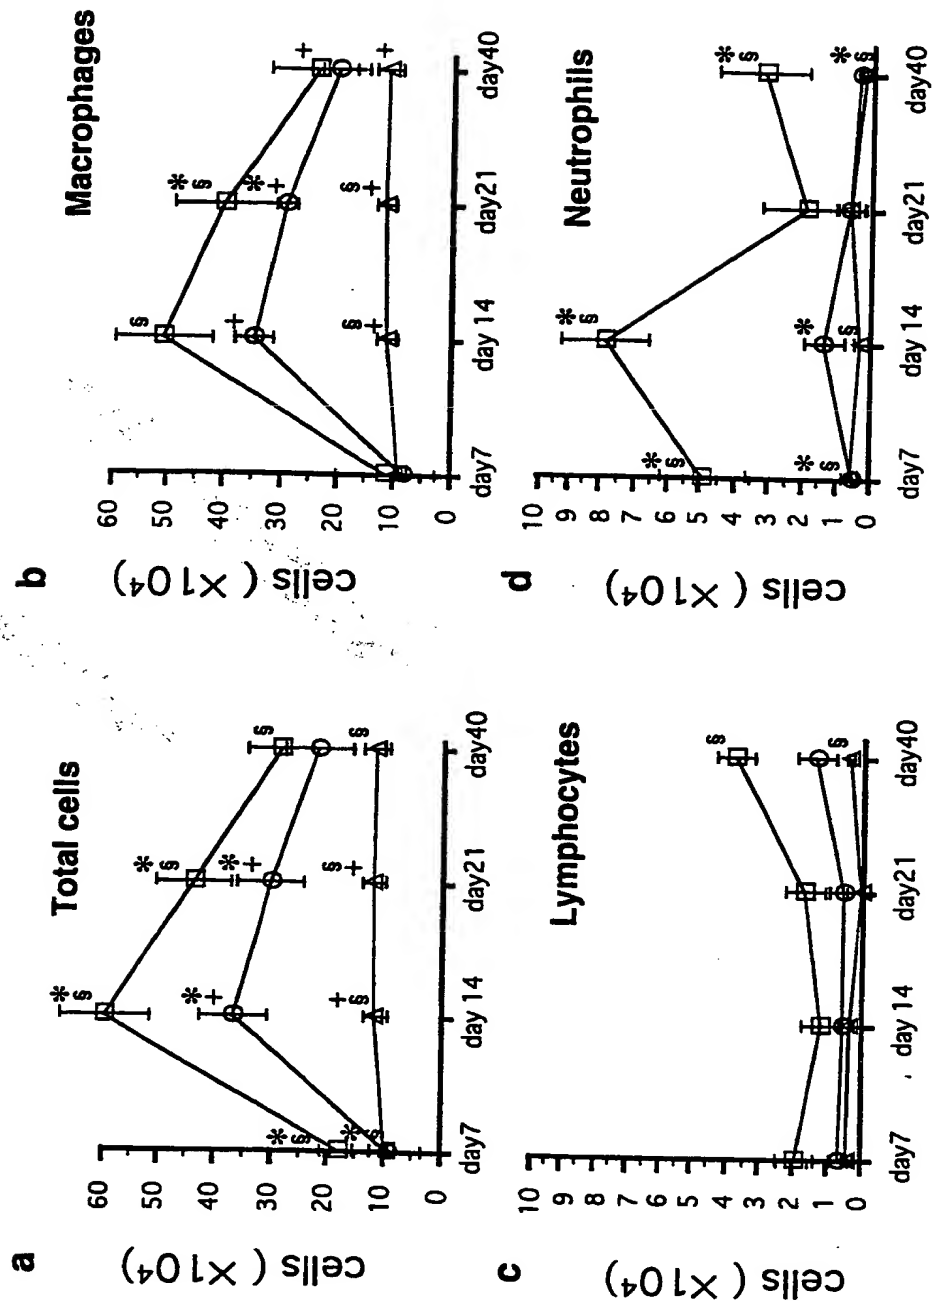 a
Total cells
cells (×10⁴)
60
50
40
30
20
10
0
* §
* §
* §
* +
+ §
* §
* +
§ +
§
§
day7
day 14
day21
day40
b
Macrophages
cells (×10⁴)
60
50
40
30
20
10
0
§
+
§ +
* §
* +
§ +
+
+
day7
day 14
day21
day40
c
Lymphocytes
cells (×10⁴)
10
9
8
7
6
5
4
3
2
1
0
§
§
day7
day 14
day21
day40
d
Neutrophils
cells (×10⁴)
10
9
8
7
6
5
4
3
2
1
0
* §
* §
* §
*
§
* §
* §
day7
day 14
day21
day40